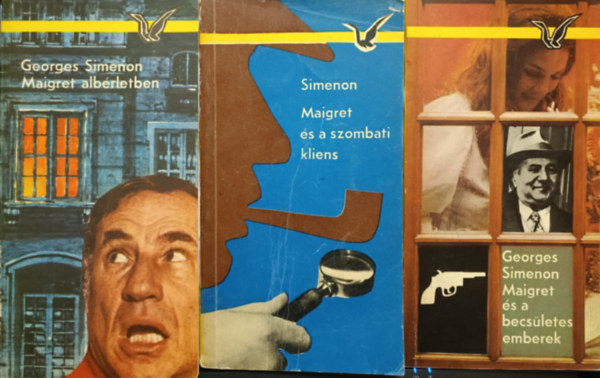 Georges Simenon
Maigret albérletben
Simenon
Maigret
és a szombati
kliens
Georges
Simenon
Maigret
és a
becsületes
emberek